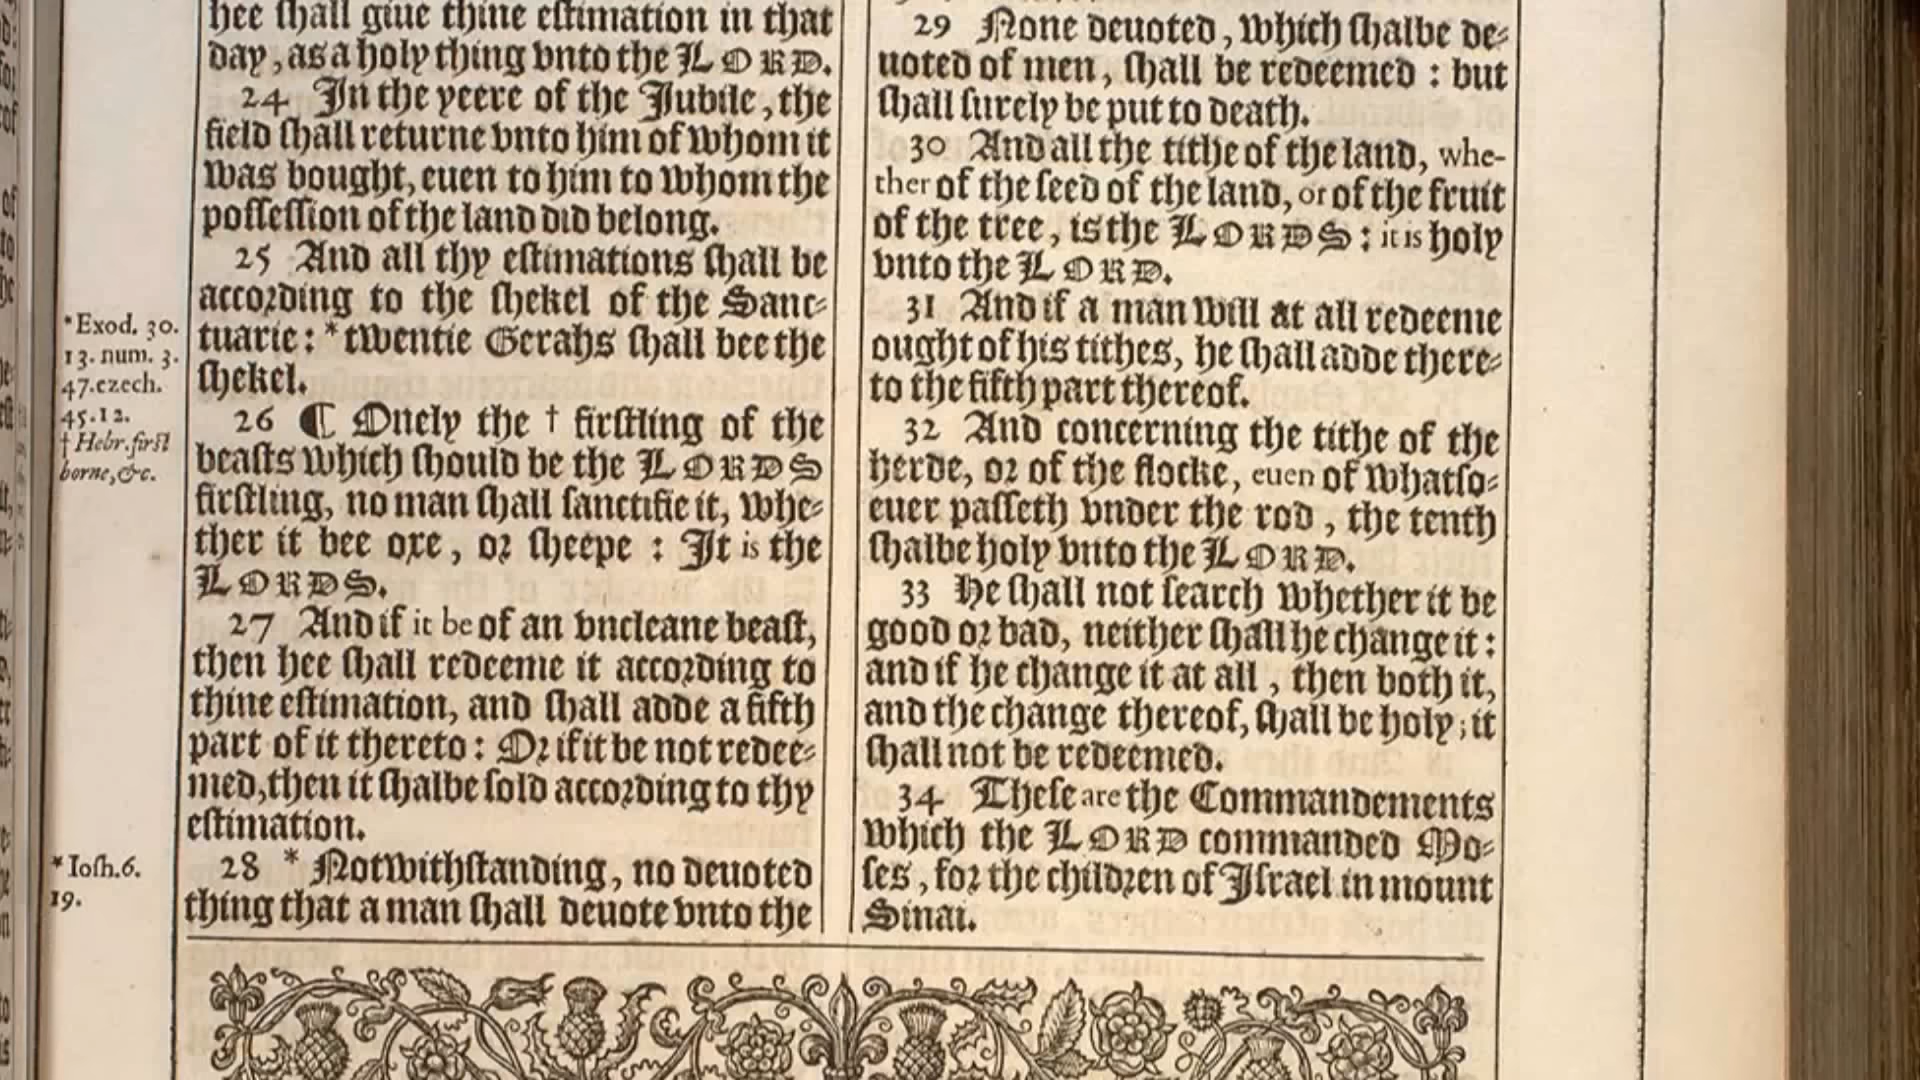 hee shall giue thine estimation in that
day, as a holy thing vnto the LORD.
24 In the yeere of the Iubile, the
field shall returne vnto him of whom it
was bought, euen to him to whom the
possession of the land did belong.
25 And all thy estimations shall be
according to the shekel of the Sanc-
tuarie: * twentie Gerahs shall bee the
shekel.
26 ¶ Onely the † firstling of the
beasts which should be the LORDS
firstling, no man shall sanctifie it, whe-
ther it bee oxe, or sheepe : It is the
LORDS.
27 And if it be of an vncleane beast,
then hee shall redeeme it according to
thine estimation, and shall adde a fifth
part of it thereto: Or if it be not redee-
med, then it shalbe sold according to thy
estimation.
28 * Notwithstanding, no deuoted
thing that a man shall deuote vnto the
*Exod. 30.
13. num. 3.
47. ezech.
45.12.
† Hebr. first
borne, &c.
* Iosh.6.
19.
29 None deuoted, which shalbe de-
uoted of men, shall be redeemed : but
shall surely be put to death.
30 And all the tithe of the land, whe-
ther of the seed of the land, or of the fruit
of the tree, is the LORDS : it is holy
vnto the LORD.
31 And if a man will at all redeeme
ought of his tithes, he shall adde there-
to the fifth part thereof.
32 And concerning the tithe of the
herde, or of the flocke, euen of whatso-
euer passeth vnder the rod, the tenth
shalbe holy vnto the LORD.
33 He shall not search whether it be
good or bad, neither shall he change it :
and if he change it at all, then both it,
and the change thereof, shall be holy; it
shall not be redeemed.
34 These are the Commandements
which the LORD commanded Mo-
ses, for the children of Israel in mount
Sinai.